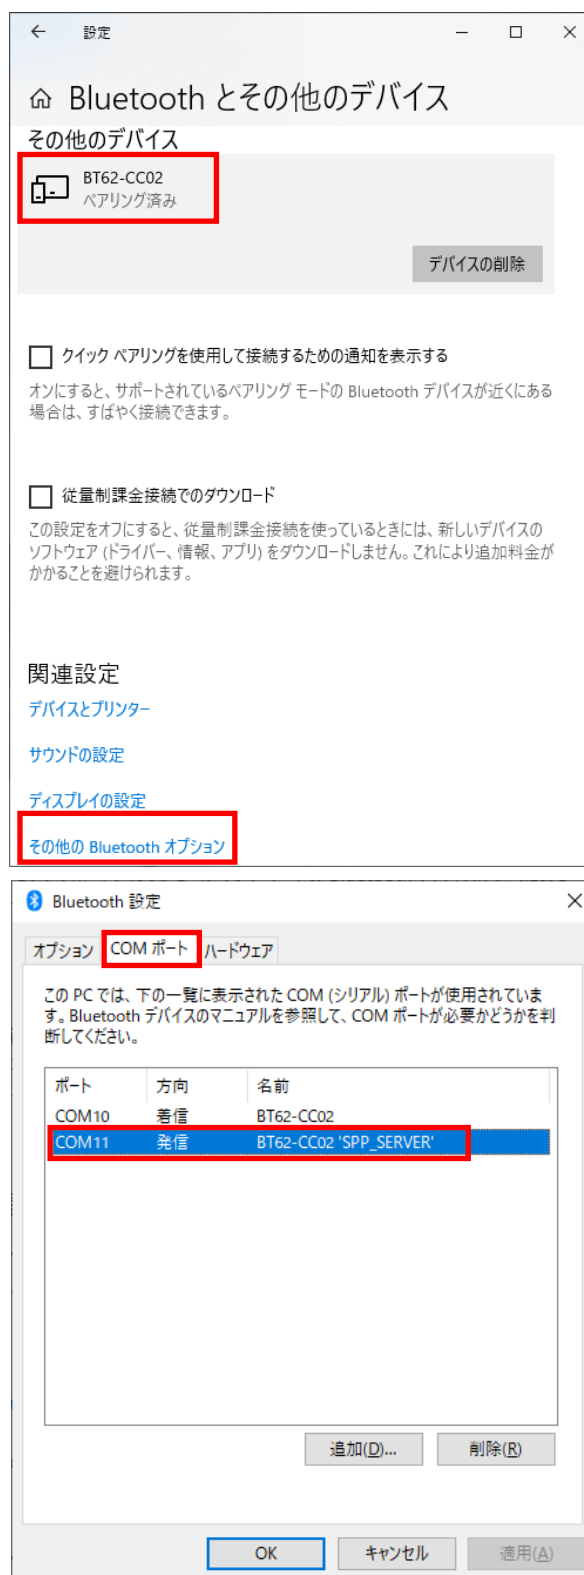 設定
Bluetooth とその他のデバイス
その他のデバイス
BT62-CC02
ペアリング済み
デバイスの削除
クイック ペアリングを使用して接続するための通知を表示する
オンにすると、サポートされているペアリング モードの Bluetooth デバイスが近くにある
場合は、すばやく接続できます。
従量制課金接続でのダウンロード
この設定をオフにすると、従量制課金接続を使っているときには、新しいデバイスの
ソフトウェア (ドライバー、情報、アプリ) をダウンロードしません。これにより追加料金が
かかることを避けられます。
関連設定
デバイスとプリンター
サウンドの設定
ディスプレイの設定
その他の Bluetooth オプション
Bluetooth 設定
オプション COM ポート ハードウェア
この PC では、下の一覧に表示された COM (シリアル) ポートが使用されていま
す。Bluetooth デバイスのマニュアルを参照して、COM ポートが必要かどうかを判
断してください。
ポート 方向 名前
COM10 着信 BT62-CC02
COM11 発信 BT62-CC02 'SPP_SERVER'
追加(D)... 削除(R)
OK キャンセル 適用(A)